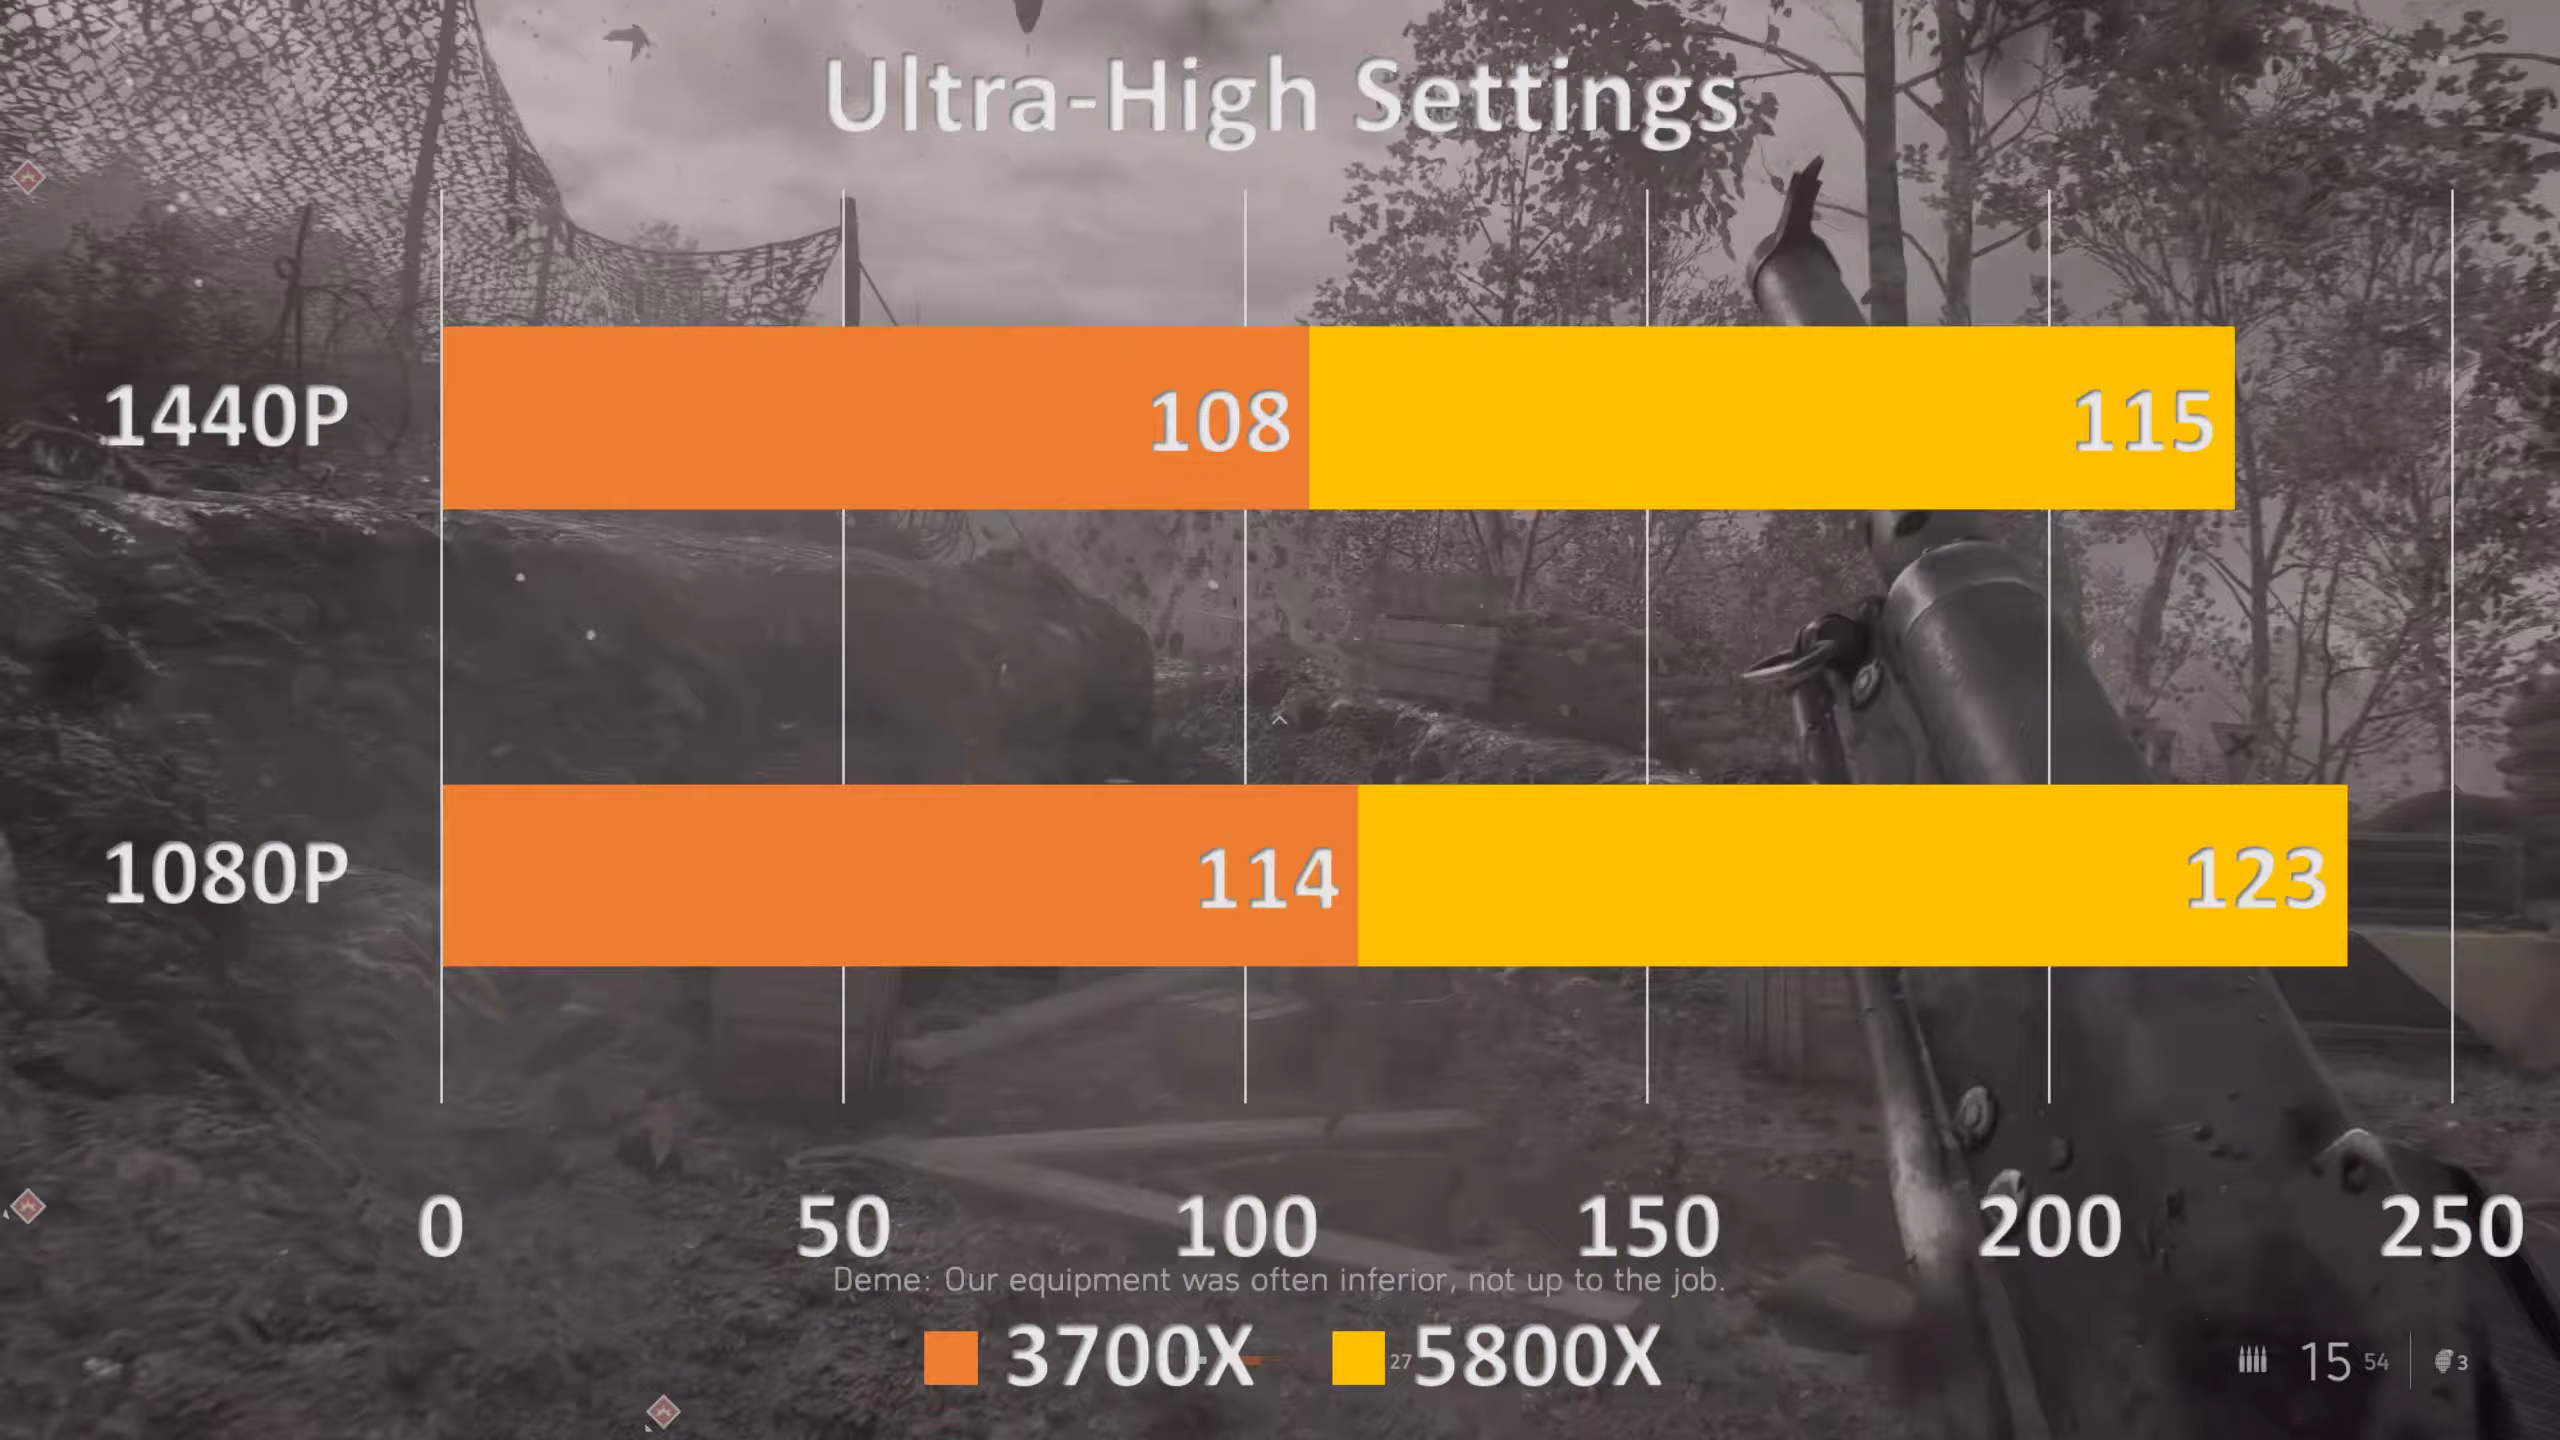 Ultra-High Settings
1440P
108
115
1080P
114
123
0 50 100 150 200 250
Deme: Our equipment was often inferior, not up to the job.
3700X 27 5800X
15 54 3